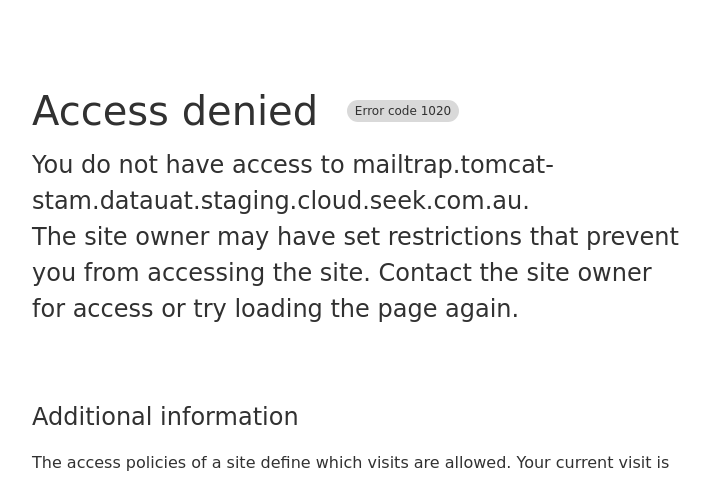 Access denied Error code 1020
You do not have access to mailtrap.tomcat-
stam.datauat.staging.cloud.seek.com.au.
The site owner may have set restrictions that prevent
you from accessing the site. Contact the site owner
for access or try loading the page again.
Additional information
The access policies of a site define which visits are allowed. Your current visit is